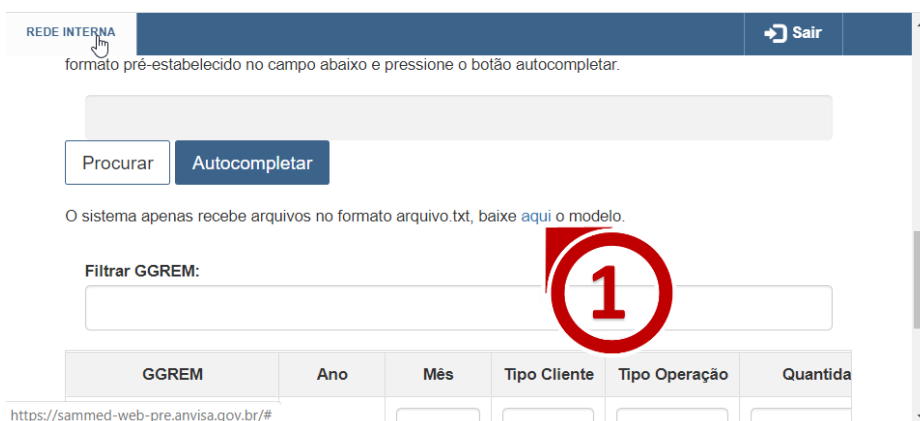 REDE INTERNA
Sair
formato pré-estabelecido no campo abaixo e pressione o botão autocompletar.
Procurar
Autocompletar
O sistema apenas recebe arquivos no formato arquivo.txt, baixe aqui o modelo.
1
Filtrar GGREM:
GGREM Ano Mês Tipo Cliente Tipo Operação Quantida
https://sammed-web-pre.anvisa.gov.br/#